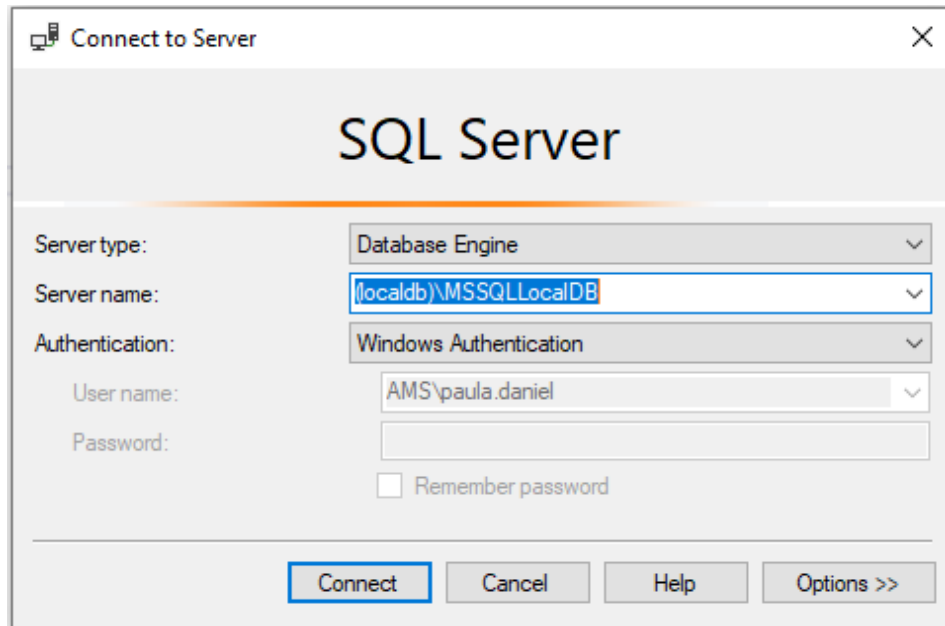 Connect to Server
SQL Server
Server type: Database Engine
Server name: (localdb)\MSSQLLocalDB
Authentication: Windows Authentication
User name: AMS\paula.daniel
Password:
Remember password
Connect Cancel Help Options >>